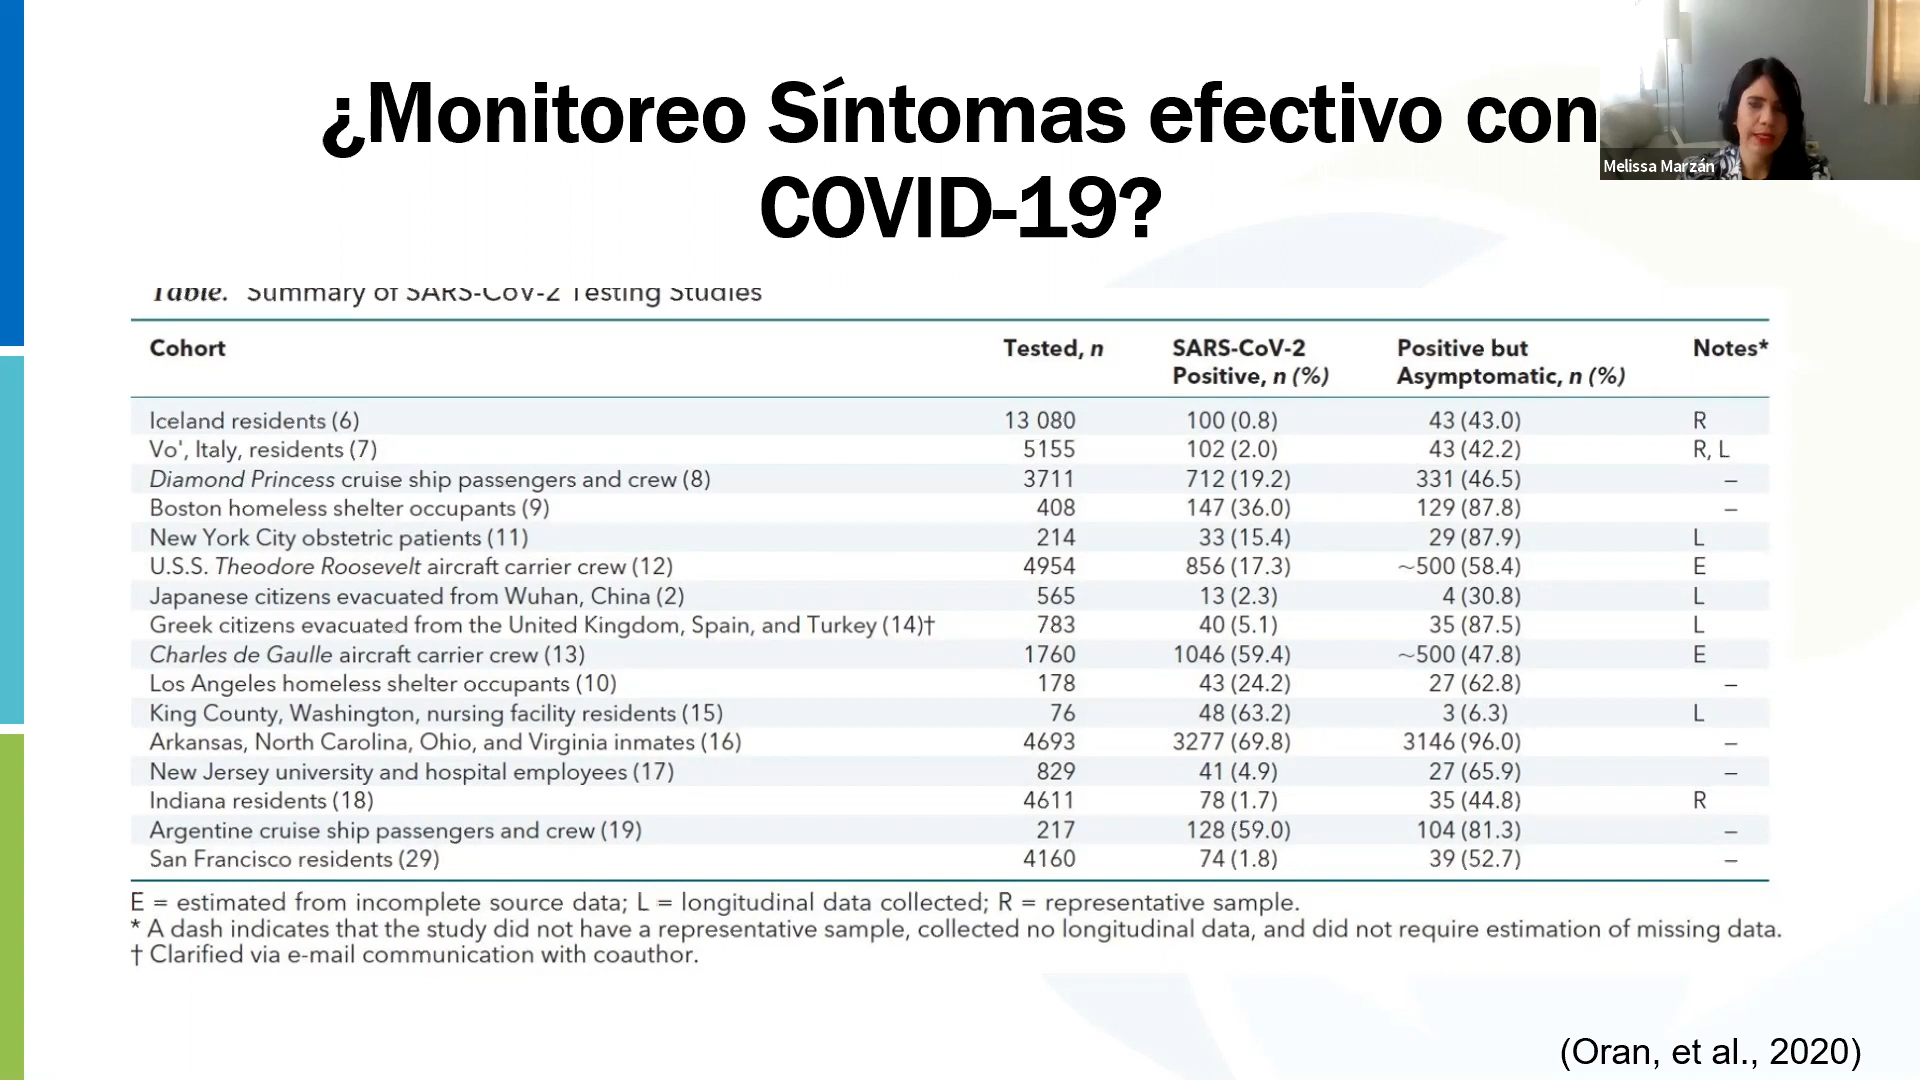 ¿Monitoreo Síntomas efectivo con
COVID-19?
Melissa Marzán
Table. Summary of SARS-CoV-2 Testing Studies
Cohort Tested, n SARS-CoV-2 Positive, n (%) Positive but Asymptomatic, n (%) Notes*
Iceland residents (6) 13 080 100 (0.8) 43 (43.0) R
Vo', Italy, residents (7) 5155 102 (2.0) 43 (42.2) R, L
Diamond Princess cruise ship passengers and crew (8) 3711 712 (19.2) 331 (46.5) –
Boston homeless shelter occupants (9) 408 147 (36.0) 129 (87.8) –
New York City obstetric patients (11) 214 33 (15.4) 29 (87.9) L
U.S.S. Theodore Roosevelt aircraft carrier crew (12) 4954 856 (17.3) ~500 (58.4) E
Japanese citizens evacuated from Wuhan, China (2) 565 13 (2.3) 4 (30.8) L
Greek citizens evacuated from the United Kingdom, Spain, and Turkey (14)† 783 40 (5.1) 35 (87.5) L
Charles de Gaulle aircraft carrier crew (13) 1760 1046 (59.4) ~500 (47.8) E
Los Angeles homeless shelter occupants (10) 178 43 (24.2) 27 (62.8) –
King County, Washington, nursing facility residents (15) 76 48 (63.2) 3 (6.3) L
Arkansas, North Carolina, Ohio, and Virginia inmates (16) 4693 3277 (69.8) 3146 (96.0) –
New Jersey university and hospital employees (17) 829 41 (4.9) 27 (65.9) –
Indiana residents (18) 4611 78 (1.7) 35 (44.8) R
Argentine cruise ship passengers and crew (19) 217 128 (59.0) 104 (81.3) –
San Francisco residents (29) 4160 74 (1.8) 39 (52.7) –
E = estimated from incomplete source data; L = longitudinal data collected; R = representative sample.
* A dash indicates that the study did not have a representative sample, collected no longitudinal data, and did not require estimation of missing data.
† Clarified via e-mail communication with coauthor.
(Oran, et al., 2020)